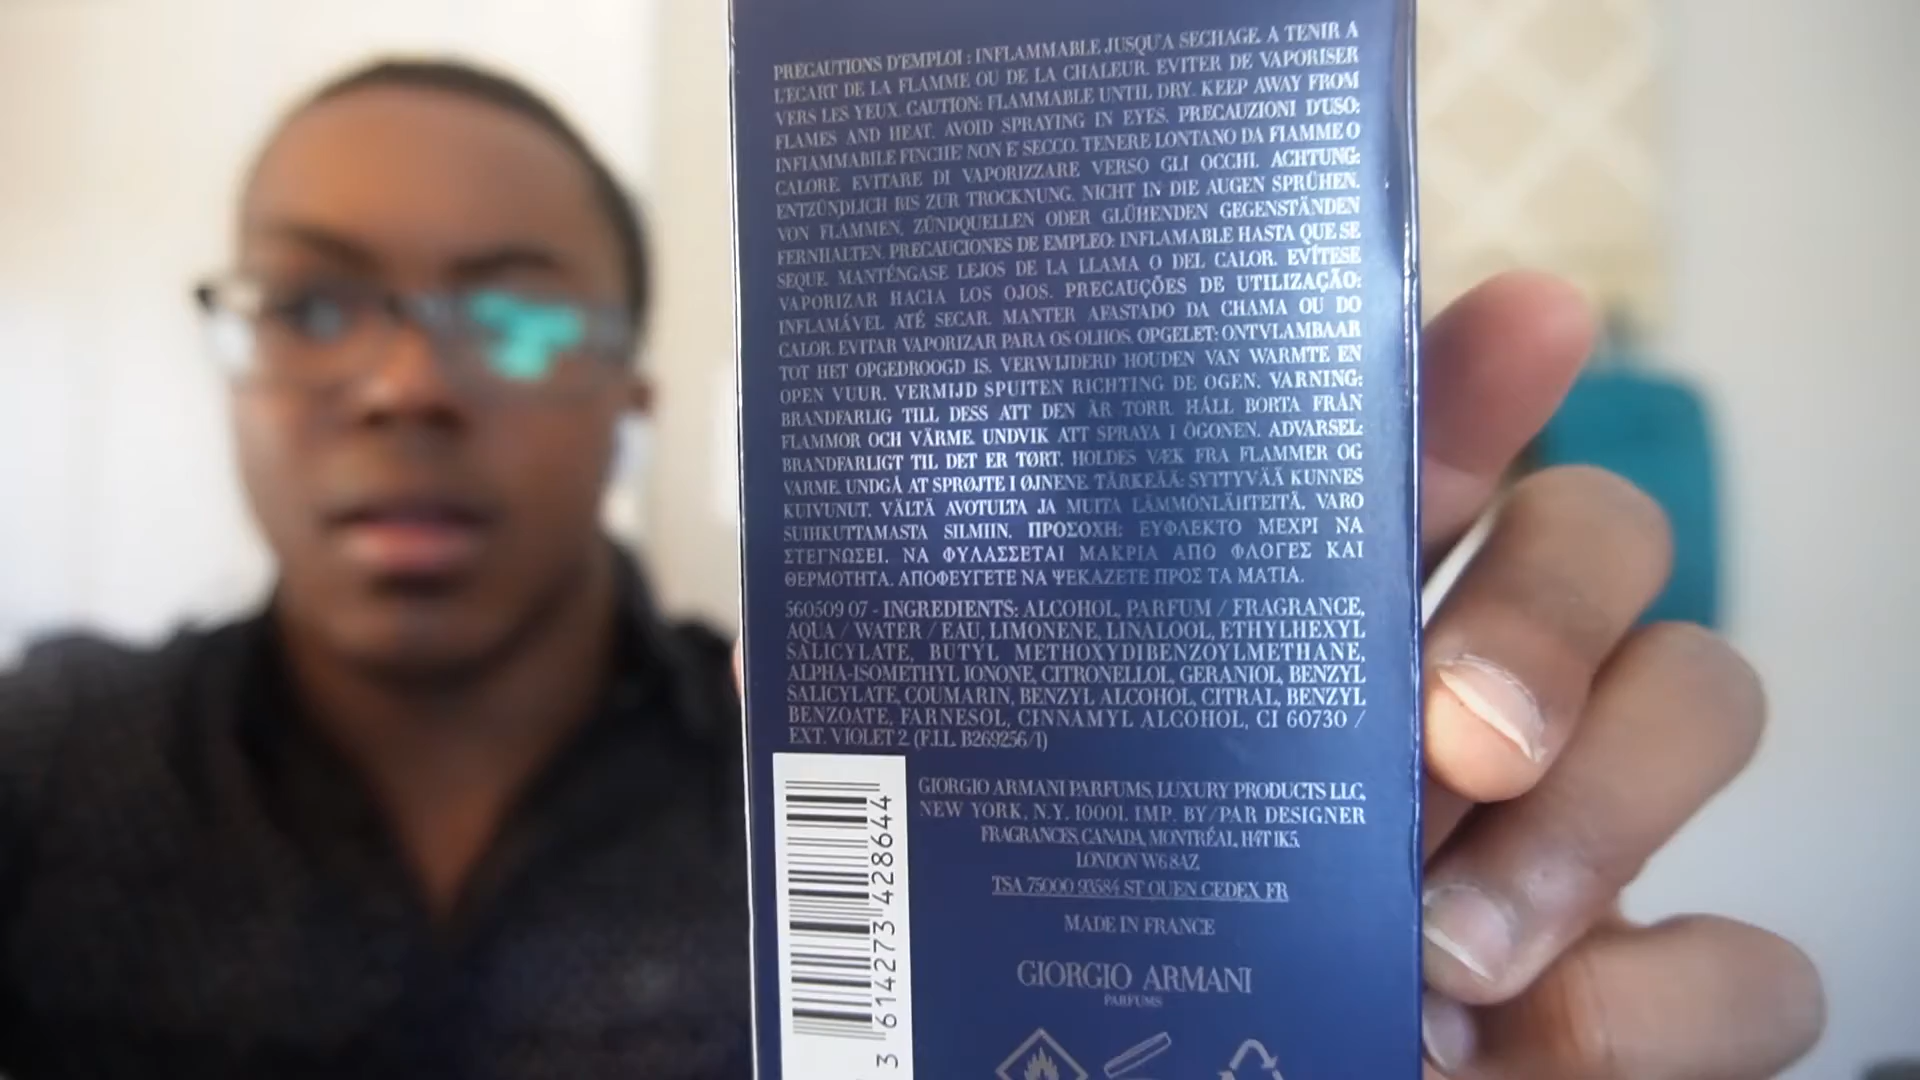 PRECAUTIONS D'EMPLOI : INFLAMMABLE JUSQU'A SECHAGE. A TENIR A
L'ECART DE LA FLAMME OU DE LA CHALEUR. EVITER DE VAPORISER
VERS LES YEUX. CAUTION: FLAMMABLE UNTIL DRY. KEEP AWAY FROM
FLAMES AND HEAT. AVOID SPRAYING IN EYES. PRECAUZIONI D'USO:
INFIAMMABILE FINCHE' NON E' SECCO. TENERE LONTANO DA FIAMME O
CALORE. EVITARE DI VAPORIZZARE VERSO GLI OCCHI. ACHTUNG:
ENTZÜNDLICH BIS ZUR TROCKNUNG. NICHT IN DIE AUGEN SPRÜHEN.
VON FLAMMEN, ZÜNDQUELLEN ODER GLÜHENDEN GEGENSTÄNDEN
FERNHALTEN. PRECAUCIONES DE EMPLEO: INFLAMABLE HASTA QUE SE
SEQUE. MANTÉNGASE LEJOS DE LA LLAMA O DEL CALOR. EVÍTESE
VAPORIZAR HACIA LOS OJOS. PRECAUÇÕES DE UTILIZAÇÃO:
INFLAMÁVEL ATÉ SECAR. MANTER AFASTADO DA CHAMA OU DO
CALOR. EVITAR VAPORIZAR PARA OS OLHOS. OPGELET: ONTVLAMBAAR
TOT HET OPGEDROOGD IS. VERWIJDERD HOUDEN VAN WARMTE EN
OPEN VUUR. VERMIJD SPUITEN RICHTING DE OGEN. VARNING:
BRANDFARLIG TILL DESS ATT DEN ÄR TORR. HÅLL BORTA FRÅN
FLAMMOR OCH VÄRME. UNDVIK ATT SPRAYA I ÖGONEN. ADVARSEL:
BRANDFARLIGT TIL DET ER TØRT. HOLDES VÆK FRA FLAMMER OG
VARME. UNDGÅ AT SPRØJTE I ØJNENE. TÄRKEÄÄ: SYTTYVÄÄ KUNNES
KUIVUNUT. VÄLTÄ AVOTULTA JA MUITA LÄMMÖNLÄHTEITÄ. VARO
SUIHKUTTAMASTA SILMIIN. ΠΡΟΣΟΧΗ: ΕΥΦΛΕΚΤΟ ΜΕΧΡΙ ΝΑ
ΣΤΕΓΝΩΣΕΙ. ΝΑ ΦΥΛΑΣΣΕΤΑΙ ΜΑΚΡΙΑ ΑΠΟ ΦΛΟΓΕΣ ΚΑΙ
ΘΕΡΜΟΤΗΤΑ. ΑΠΟΦΕΥΓΕΤΕ ΝΑ ΨΕΚΑΖΕΤΕ ΠΡΟΣ ΤΑ ΜΑΤΙΑ.
560509 07 - INGREDIENTS: ALCOHOL, PARFUM / FRAGRANCE,
AQUA / WATER / EAU, LIMONENE, LINALOOL, ETHYLHEXYL
SALICYLATE, BUTYL METHOXYDIBENZOYLMETHANE,
ALPHA-ISOMETHYL IONONE, CITRONELLOL, GERANIOL, BENZYL
SALICYLATE, COUMARIN, BENZYL ALCOHOL, CITRAL, BENZYL
BENZOATE, FARNESOL, CINNAMYL ALCOHOL, CI 60730 /
EXT. VIOLET 2. (F.I.L. B269256/1)
GIORGIO ARMANI PARFUMS, LUXURY PRODUCTS LLC,
NEW YORK, N.Y. 10001. IMP. BY/PAR DESIGNER
FRAGRANCES, CANADA, MONTRÉAL, H4T 1K5.
LONDON W6 8AZ
TSA 75000 93584 ST OUEN CEDEX FR
MADE IN FRANCE
GIORGIO ARMANI
PARFUMS
3 614273 428644